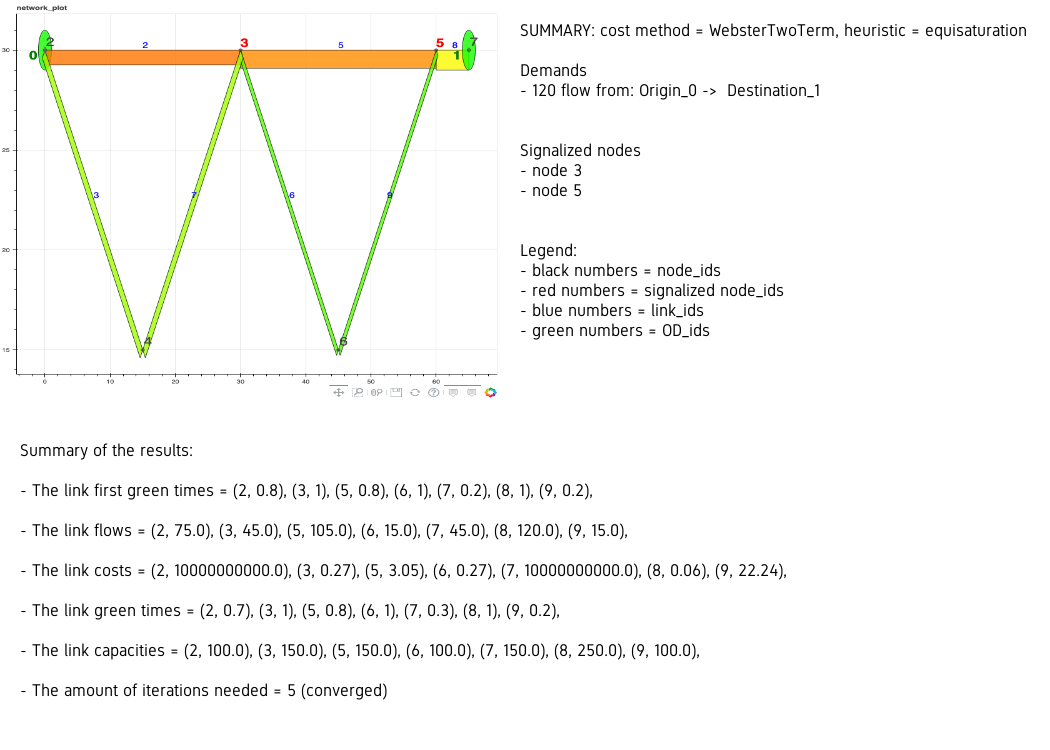 network_plot
SUMMARY: cost method = WebsterTwoTerm, heuristic = equisaturation
Demands
- 120 flow from: Origin_0 -> Destination_1
Signalized nodes
- node 3
- node 5
Legend:
- black numbers = node_ids
- red numbers = signalized node_ids
- blue numbers = link_ids
- green numbers = OD_ids
2 2 3 5 5 8 7
0 1
30
25
3 7 6 9
20
4 6
15
0 10 20 30 40 50 60
Summary of the results:
- The link first green times = (2, 0.8), (3, 1), (5, 0.8), (6, 1), (7, 0.2), (8, 1), (9, 0.2),
- The link flows = (2, 75.0), (3, 45.0), (5, 105.0), (6, 15.0), (7, 45.0), (8, 120.0), (9, 15.0),
- The link costs = (2, 10000000000.0), (3, 0.27), (5, 3.05), (6, 0.27), (7, 10000000000.0), (8, 0.06), (9, 22.24),
- The link green times = (2, 0.7), (3, 1), (5, 0.8), (6, 1), (7, 0.3), (8, 1), (9, 0.2),
- The link capacities = (2, 100.0), (3, 150.0), (5, 150.0), (6, 100.0), (7, 150.0), (8, 250.0), (9, 100.0),
- The amount of iterations needed = 5 (converged)